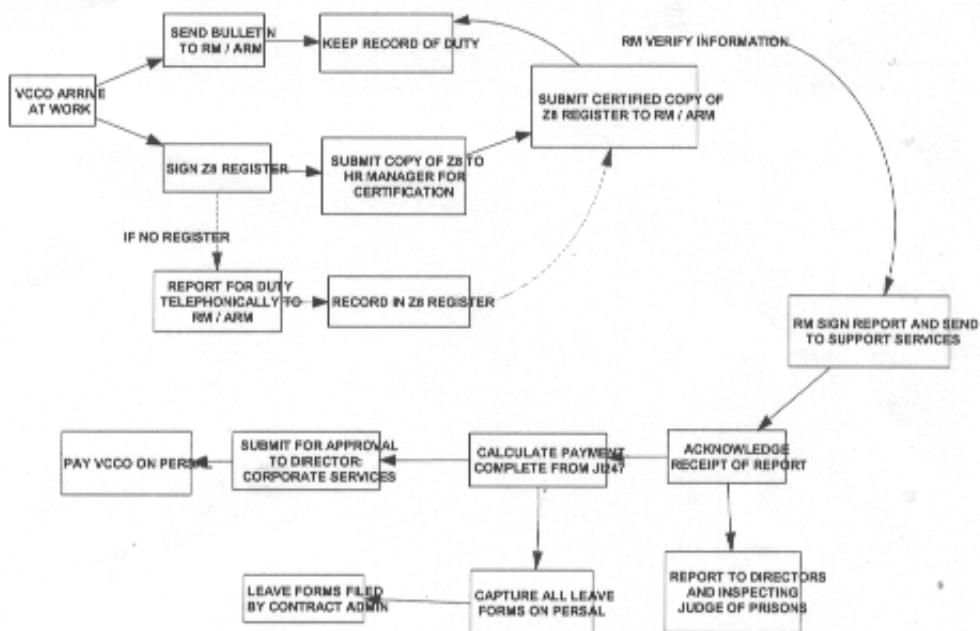 SEND BULLETIN
TO RM / ARM
KEEP RECORD OF DUTY
RM VERIFY INFORMATION
VCCO ARRIVE
AT WORK
SUBMIT CERTIFIED COPY OF
Z8 REGISTER TO RM / ARM
SIGN Z8 REGISTER
SUBMIT COPY OF Z8 TO
HR MANAGER FOR
CERTIFICATION
IF NO REGISTER
REPORT FOR DUTY
TELEPHONICALLY TO
RM / ARM
RECORD IN Z8 REGISTER
RM SIGN REPORT AND SEND
TO SUPPORT SERVICES
PAY VCCO ON PERSAL
SUBMIT FOR APPROVAL
TO DIRECTOR:
CORPORATE SERVICES
CALCULATE PAYMENT
COMPLETE FROM JI247
ACKNOWLEDGE
RECEIPT OF REPORT
LEAVE FORMS FILED
BY CONTRACT ADMIN
CAPTURE ALL LEAVE
FORMS ON PERSAL
REPORT TO DIRECTORS
AND INSPECTING
JUDGE OF PRISONS